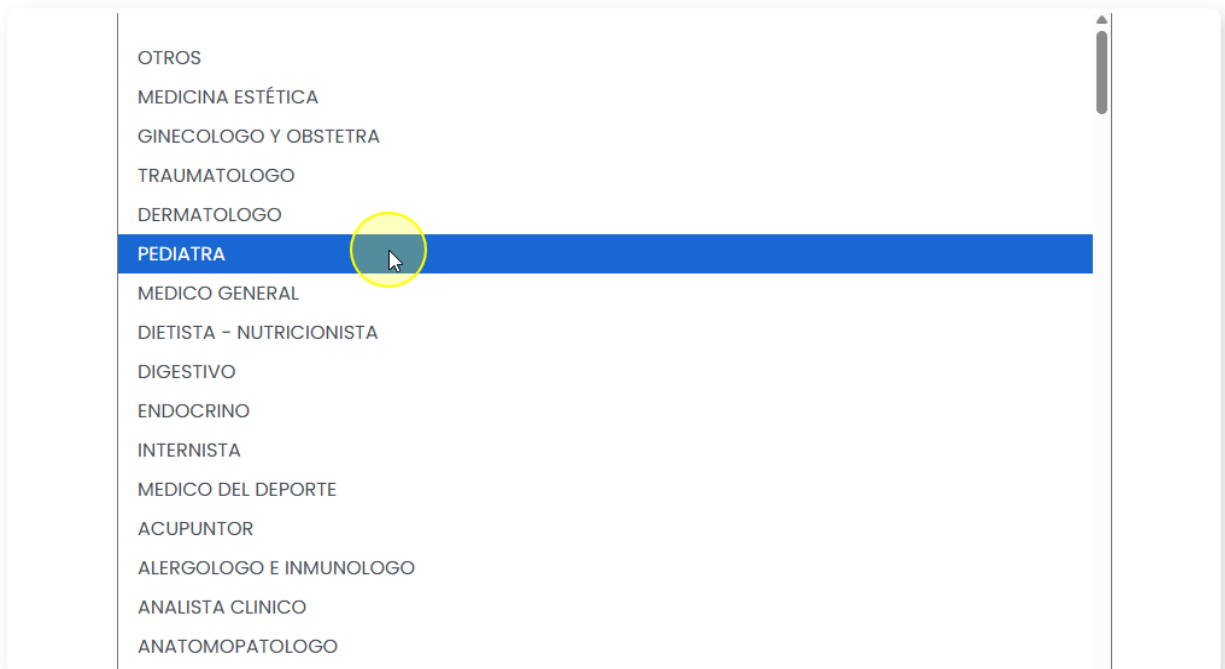 OTROS
MEDICINA ESTÉTICA
GINECOLOGO Y OBSTETRA
TRAUMATOLOGO
DERMATOLOGO
PEDIATRA
MEDICO GENERAL
DIETISTA - NUTRICIONISTA
DIGESTIVO
ENDOCRINO
INTERNISTA
MEDICO DEL DEPORTE
ACUPUNTOR
ALERGOLOGO E INMUNOLOGO
ANALISTA CLINICO
ANATOMOPATOLOGO